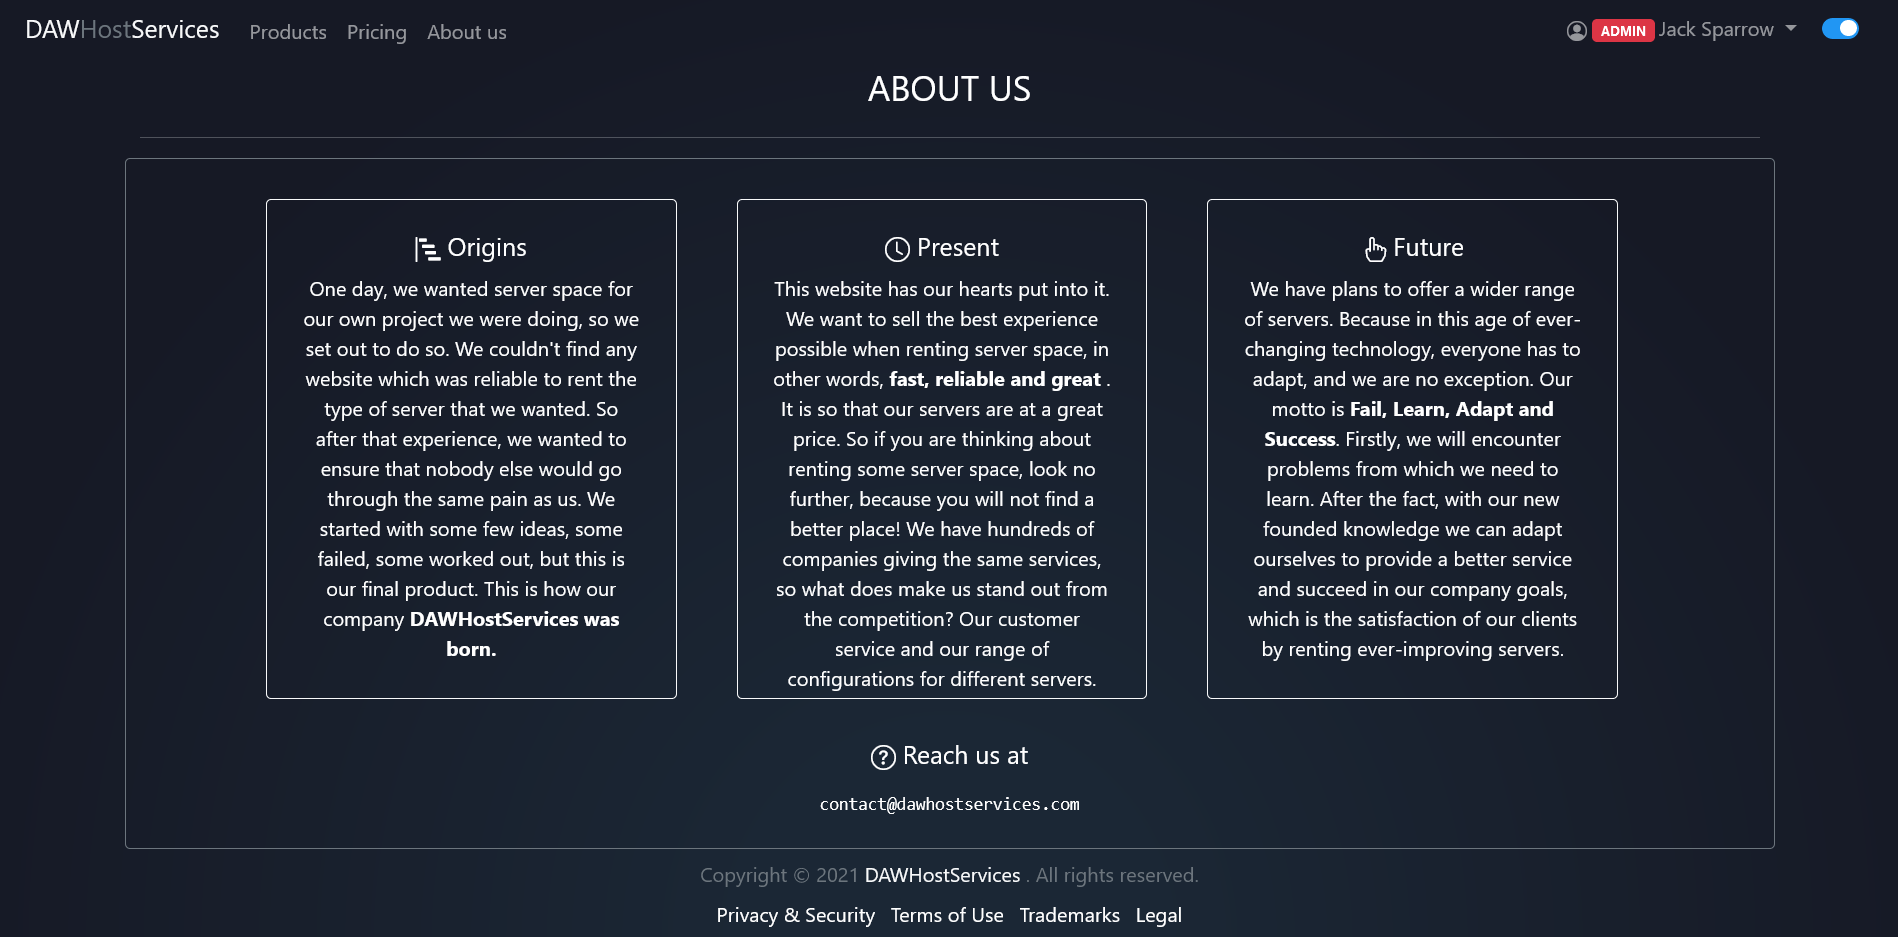 DAWHostServices Products Pricing About us ADMIN Jack Sparrow
ABOUT US
Origins
One day, we wanted server space for
our own project we were doing, so we
set out to do so. We couldn't find any
website which was reliable to rent the
type of server that we wanted. So
after that experience, we wanted to
ensure that nobody else would go
through the same pain as us. We
started with some few ideas, some
failed, some worked out, but this is
our final product. This is how our
company DAWHostServices was
born.
Present
This website has our hearts put into it.
We want to sell the best experience
possible when renting server space, in
other words, fast, reliable and great .
It is so that our servers are at a great
price. So if you are thinking about
renting some server space, look no
further, because you will not find a
better place! We have hundreds of
companies giving the same services,
so what does make us stand out from
the competition? Our customer
service and our range of
configurations for different servers.
Future
We have plans to offer a wider range
of servers. Because in this age of ever-
changing technology, everyone has to
adapt, and we are no exception. Our
motto is Fail, Learn, Adapt and
Success. Firstly, we will encounter
problems from which we need to
learn. After the fact, with our new
founded knowledge we can adapt
ourselves to provide a better service
and succeed in our company goals,
which is the satisfaction of our clients
by renting ever-improving servers.
Reach us at
contact@dawhostservices.com
Copyright © 2021 DAWHostServices . All rights reserved.
Privacy & Security Terms of Use Trademarks Legal